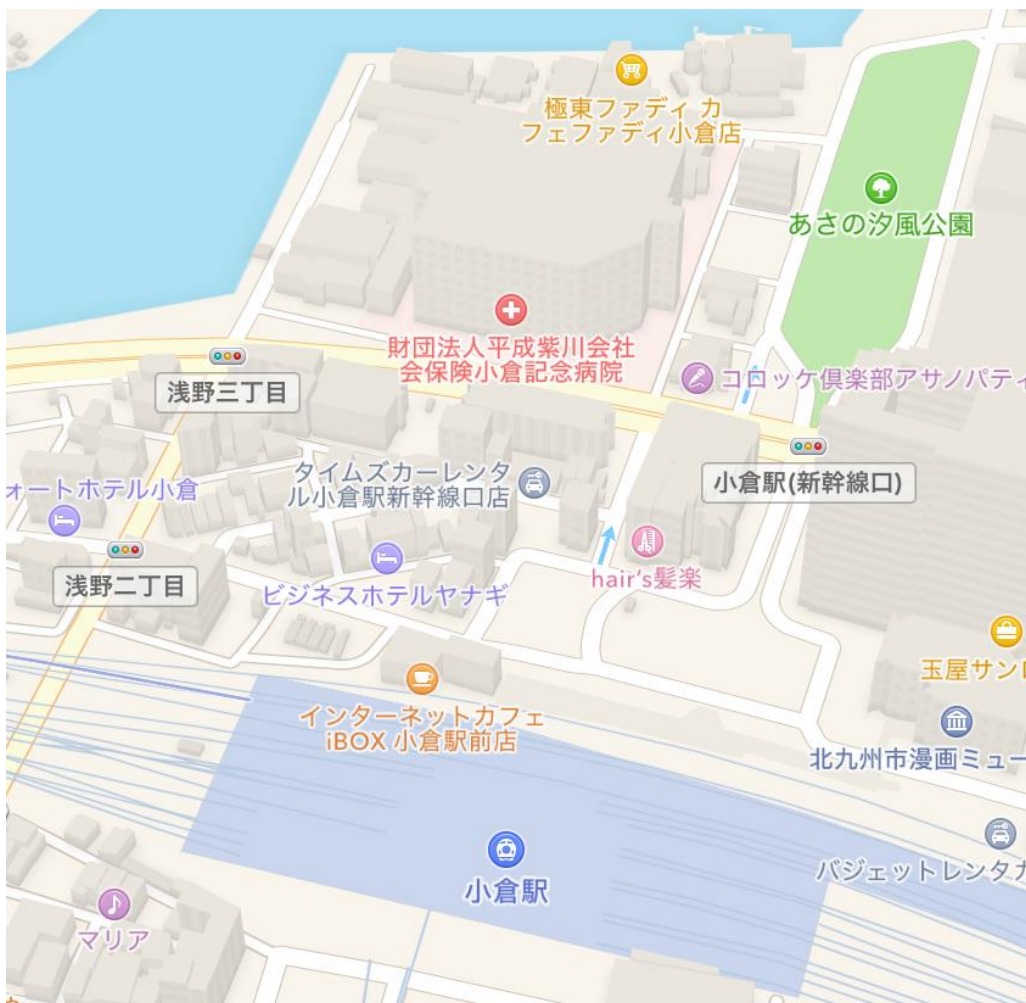 極東ファディ カ
フェファディ小倉店
あさの汐風公園
財団法人平成紫川会社
会保険小倉記念病院
コロッケ倶楽部アサノパティ
浅野三丁目
タイムズカーレンタ
ル小倉駅新幹線口店
小倉駅(新幹線口)
ォートホテル小倉
浅野二丁目
ビジネスホテルヤナギ
hair's髪楽
玉屋サン
インターネットカフェ
iBOX 小倉駅前店
北九州市漫画ミュー
バジェットレンタカ
小倉駅
マリア